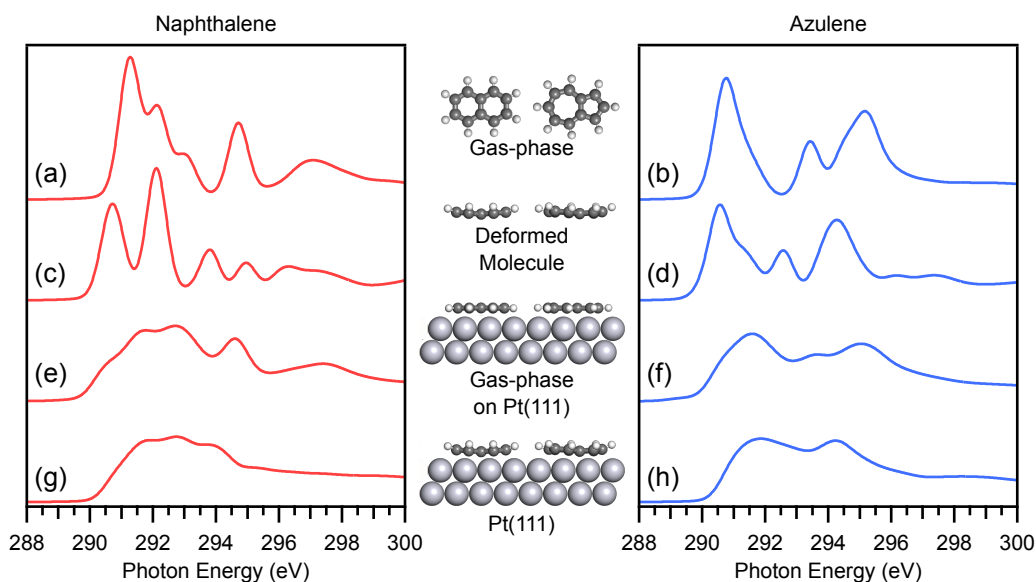 Naphthalene
Azulene
(a)
(b)
Gas-phase
(c)
(d)
Deformed
Molecule
(e)
(f)
Gas-phase
on Pt(111)
(g)
(h)
Pt(111)
288 290 292 294 296 298 300
288 290 292 294 296 298 300
Photon Energy (eV)
Photon Energy (eV)